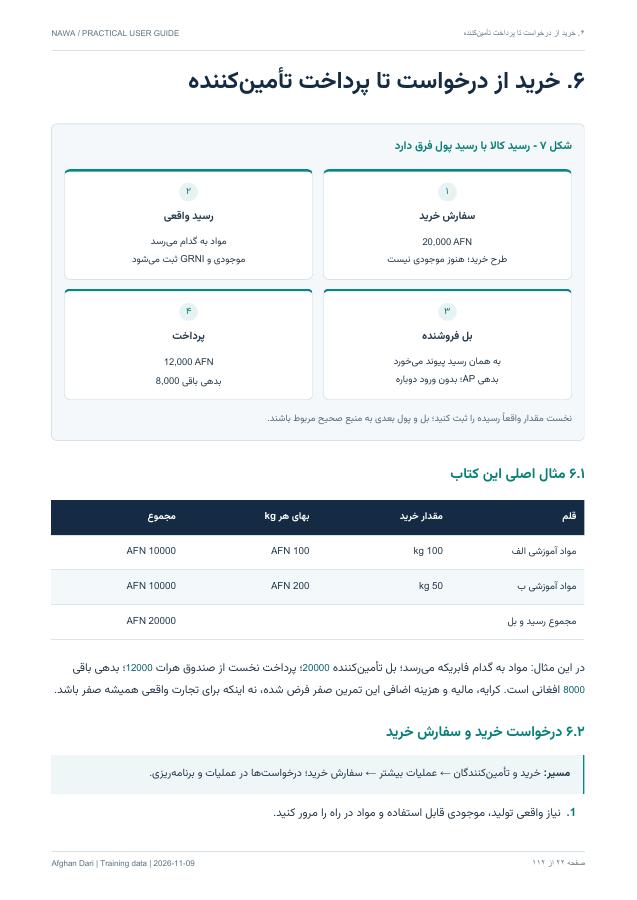 ۶. خرید از درخواست تا پرداخت تأمین‌کننده
NAWA / PRACTICAL USER GUIDE
۶. خرید از درخواست تا پرداخت تأمین‌کننده
شکل ۷ - رسید کالا با رسید پول فرق دارد
۱
سفارش خرید
20,000 AFN
طرح خرید؛ هنوز موجودی نیست
۲
رسید واقعی
مواد به گدام می‌رسد
موجودی و GRNI ثبت می‌شود
۳
بل فروشنده
به همان رسید پیوند می‌خورد
بدهی AP؛ بدون ورود دوباره
۴
پرداخت
12,000 AFN
بدهی باقی 8,000
نخست مقدار واقعاً رسیده را ثبت کنید؛ بل و پول بعدی به منبع صحیح مربوط باشند.
۶.۱ مثال اصلی این کتاب
قلم مقدار خرید بهای هر kg مجموع
مواد آموزشی الف 100 kg 100 AFN 10000 AFN
مواد آموزشی ب 50 kg 200 AFN 10000 AFN
مجموع رسید و بل 20000 AFN
در این مثال: مواد به گدام فابریکه می‌رسد؛ بل تأمین‌کننده 20000؛ پرداخت نخست از صندوق هرات 12000؛ بدهی باقی
8000 افغانی است. کرایه، مالیه و هزینه اضافی این تمرین صفر فرض شده، نه اینکه برای تجارت واقعی همیشه صفر باشد.
۶.۲ درخواست خرید و سفارش خرید
مسیر: خرید و تأمین‌کنندگان ← عملیات بیشتر ← سفارش خرید؛ درخواست‌ها در عملیات و برنامه‌ریزی.
1. نیاز واقعی تولید، موجودی قابل استفاده و مواد در راه را مرور کنید.
صفحه ۲۲ از ۱۱۲
Afghan Dari | Training data | 2026-11-09